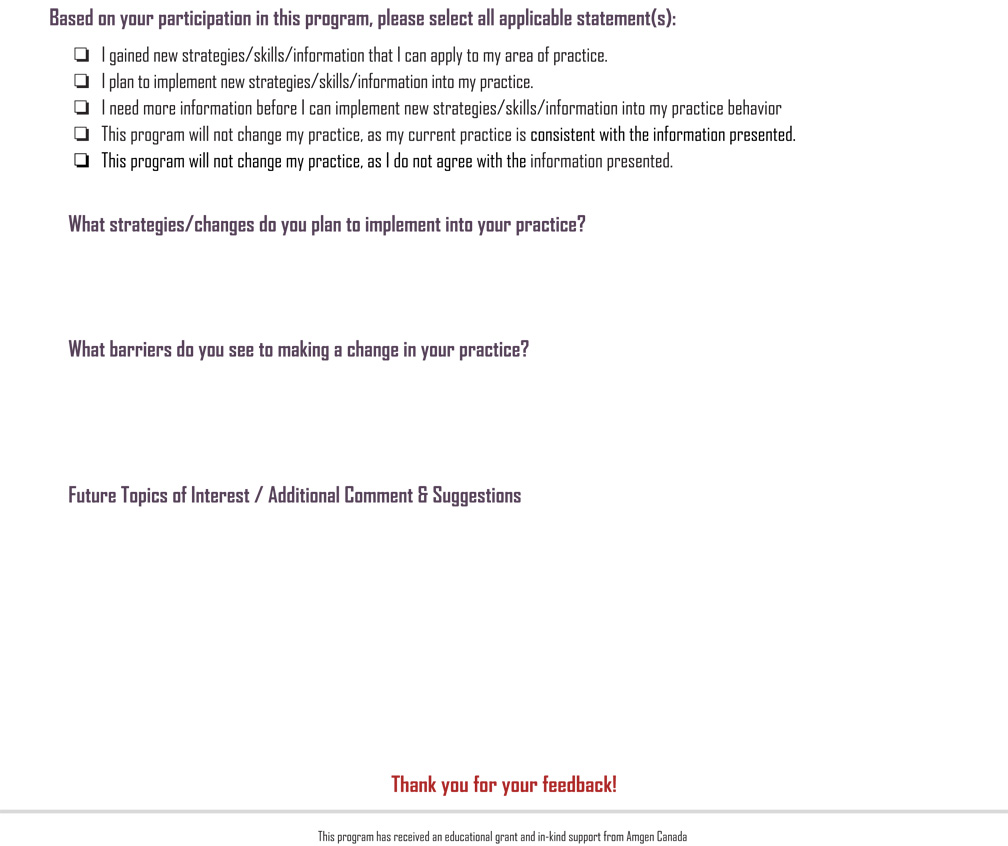 Based on your participation in this program, please select all applicable statement(s):
❏ I gained new strategies/skills/information that I can apply to my area of practice.
❏ I plan to implement new strategies/skills/information into my practice.
❏ I need more information before I can implement new strategies/skills/information into my practice behavior
❏ This program will not change my practice, as my current practice is consistent with the information presented.
❏ This program will not change my practice, as I do not agree with the information presented.
What strategies/changes do you plan to implement into your practice?
What barriers do you see to making a change in your practice?
Future Topics of Interest / Additional Comment & Suggestions
Thank you for your feedback!
This program has received an educational grant and in-kind support from Amgen Canada